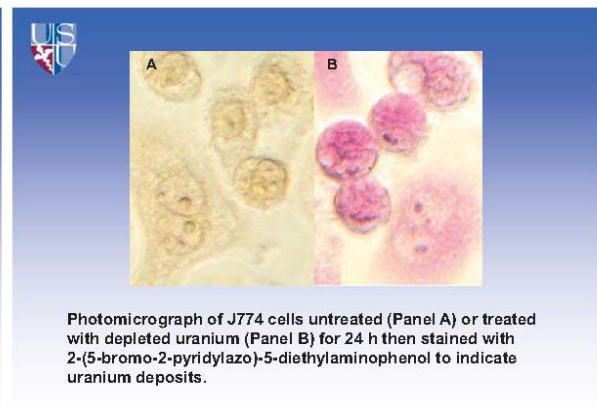 USU
A
B
Photomicrograph of J774 cells untreated (Panel A) or treated
with depleted uranium (Panel B) for 24 h then stained with
2-(5-bromo-2-pyridylazo)-5-diethylaminophenol to indicate
uranium deposits.